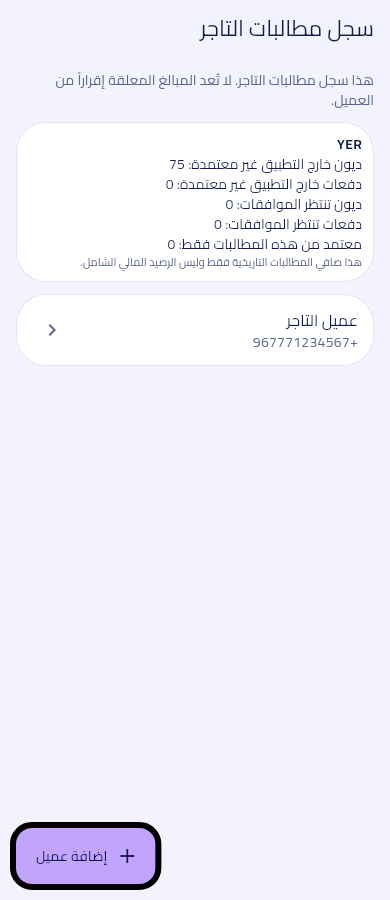 سجل مطالبات التاجر
هذا سجل مطالبات التاجر. لا تُعد المبالغ المعلقة إقراراً من
العميل.
YER
ديون خارج التطبيق غير معتمدة: 75
دفعات خارج التطبيق غير معتمدة: 0
ديون تنتظر الموافقات: 0
دفعات تنتظر الموافقات: 0
معتمد من هذه المطالبات فقط: 0
هذا صافي المطالبات التاريخية فقط وليس الرصيد المالي الشامل.
عميل التاجر
967771234567+
إضافة عميل